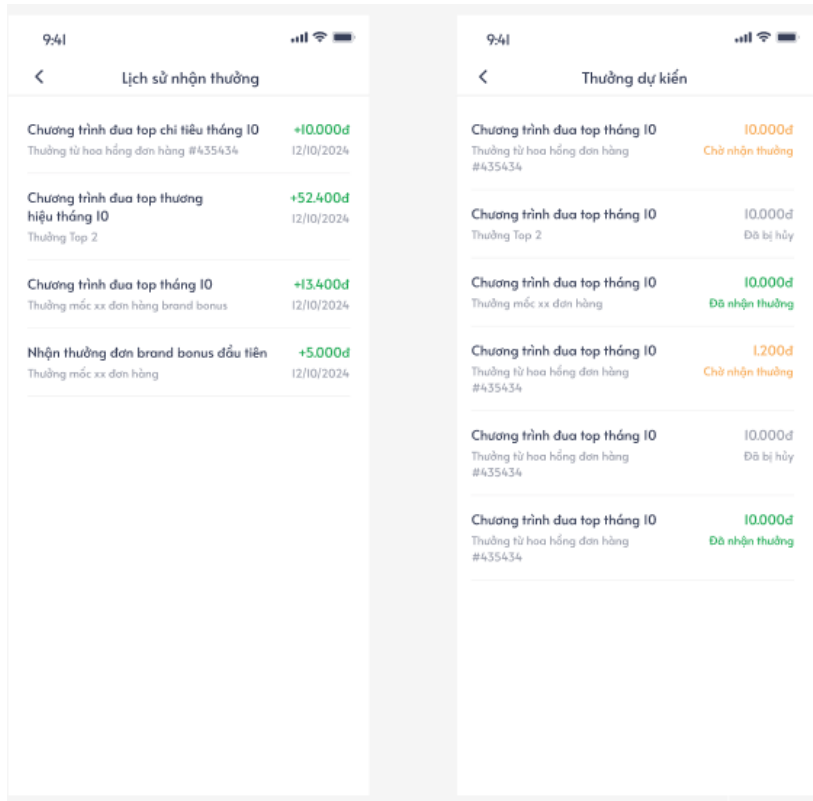 9:41
Lịch sử nhận thưởng
Chương trình đua top chi tiêu tháng 10
+10.000đ
Thưởng từ hoa hồng đơn hàng #435434
12/10/2024
Chương trình đua top thương
hiệu tháng 10
+52.400đ
12/10/2024
Thưởng Top 2
Chương trình đua top tháng 10
+13.400đ
Thưởng mốc xx đơn hàng brand bonus
12/10/2024
Nhận thưởng đơn brand bonus đầu tiên
+5.000đ
Thưởng mốc xx đơn hàng
12/10/2024
9:41
Thưởng dự kiến
Chương trình đua top tháng 10
10.000đ
Thưởng từ hoa hồng đơn hàng
#435434
Chờ nhận thưởng
Chương trình đua top tháng 10
10.000đ
Thưởng Top 2
Đã bị hủy
Chương trình đua top tháng 10
10.000đ
Thưởng mốc xx đơn hàng
Đã nhận thưởng
Chương trình đua top tháng 10
1.200đ
Thưởng từ hoa hồng đơn hàng
#435434
Chờ nhận thưởng
Chương trình đua top tháng 10
10.000đ
Thưởng từ hoa hồng đơn hàng
#435434
Đã bị hủy
Chương trình đua top tháng 10
10.000đ
Thưởng từ hoa hồng đơn hàng
#435434
Đã nhận thưởng